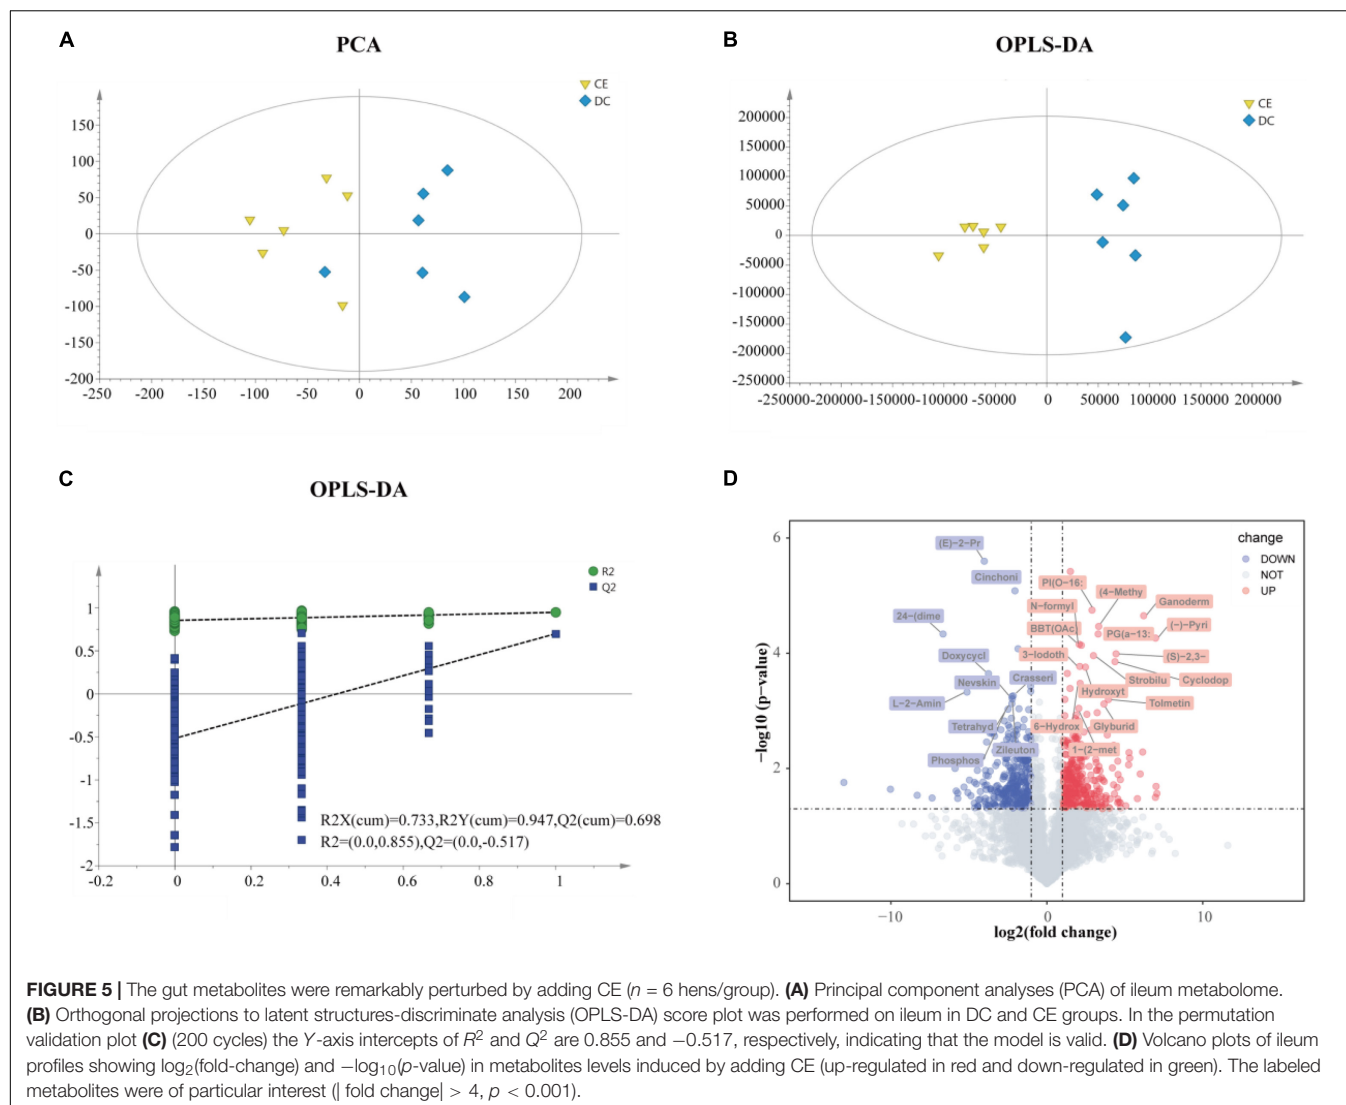 A
PCA
CE
DC
150
100
50
0
-50
-100
-150
-200
-250 -200 -150 -100 -50 0 50 100 150 200
B
OPLS-DA
CE
DC
200000
150000
100000
50000
0
-50000
-100000
-150000
-200000
-250000
-250000-200000-150000-100000-50000 0 50000 100000 150000 200000
C
OPLS-DA
R2
Q2
1
0.5
0
-0.5
-1
-1.5
-2
R2X(cum)=0.733,R2Y(cum)=0.947,Q2(cum)=0.698
R2=(0.0,0.855),Q2=(0.0,-0.517)
-0.2 0 0.2 0.4 0.6 0.8 1
D
change
DOWN
NOT
UP
(E)−2−Pr
Cinchoni
PI(O−16:
(4−Methy
N−formyl
Ganoderm
24−(dime
BBT(OAc)
PG(a−13:
(−)−Pyri
Doxycycl
3−Iodoth
(S)−2,3−
Nevskin
Crasseri
Strobilu
Cyclodop
L−2−Amin
Hydroxyt
Tolmetin
Tetrahyd
6−Hydrox
Glyburid
Phosphos
Zileuton
1−(2−met
6
4
2
0
−log10 (p−value)
−10 0 10
log2(fold change)
FIGURE 5 | The gut metabolites were remarkably perturbed by adding CE (n = 6 hens/group). (A) Principal component analyses (PCA) of ileum metabolome.
(B) Orthogonal projections to latent structures-discriminate analysis (OPLS-DA) score plot was performed on ileum in DC and CE groups. In the permutation
validation plot (C) (200 cycles) the Y-axis intercepts of R² and Q² are 0.855 and −0.517, respectively, indicating that the model is valid. (D) Volcano plots of ileum
profiles showing log₂(fold-change) and −log₁₀(p-value) in metabolites levels induced by adding CE (up-regulated in red and down-regulated in green). The labeled
metabolites were of particular interest (| fold change| > 4, p < 0.001).